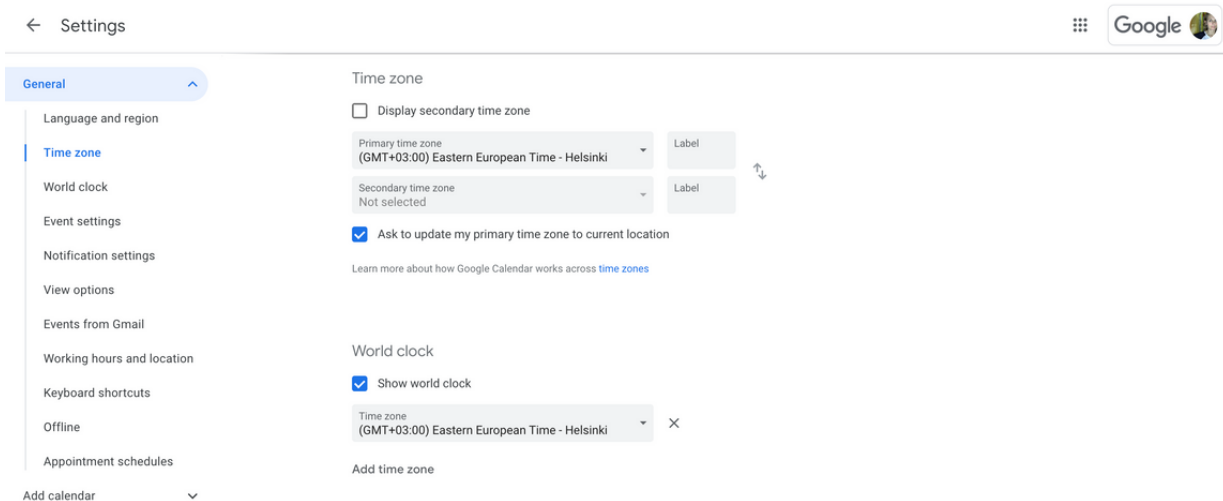 Settings
Google
General
Language and region
Time zone
World clock
Event settings
Notification settings
View options
Events from Gmail
Working hours and location
Keyboard shortcuts
Offline
Appointment schedules
Add calendar
Time zone
Display secondary time zone
Primary time zone
(GMT+03:00) Eastern European Time - Helsinki
Label
Secondary time zone
Not selected
Label
Ask to update my primary time zone to current location
Learn more about how Google Calendar works across time zones
World clock
Show world clock
Time zone
(GMT+03:00) Eastern European Time - Helsinki
Add time zone